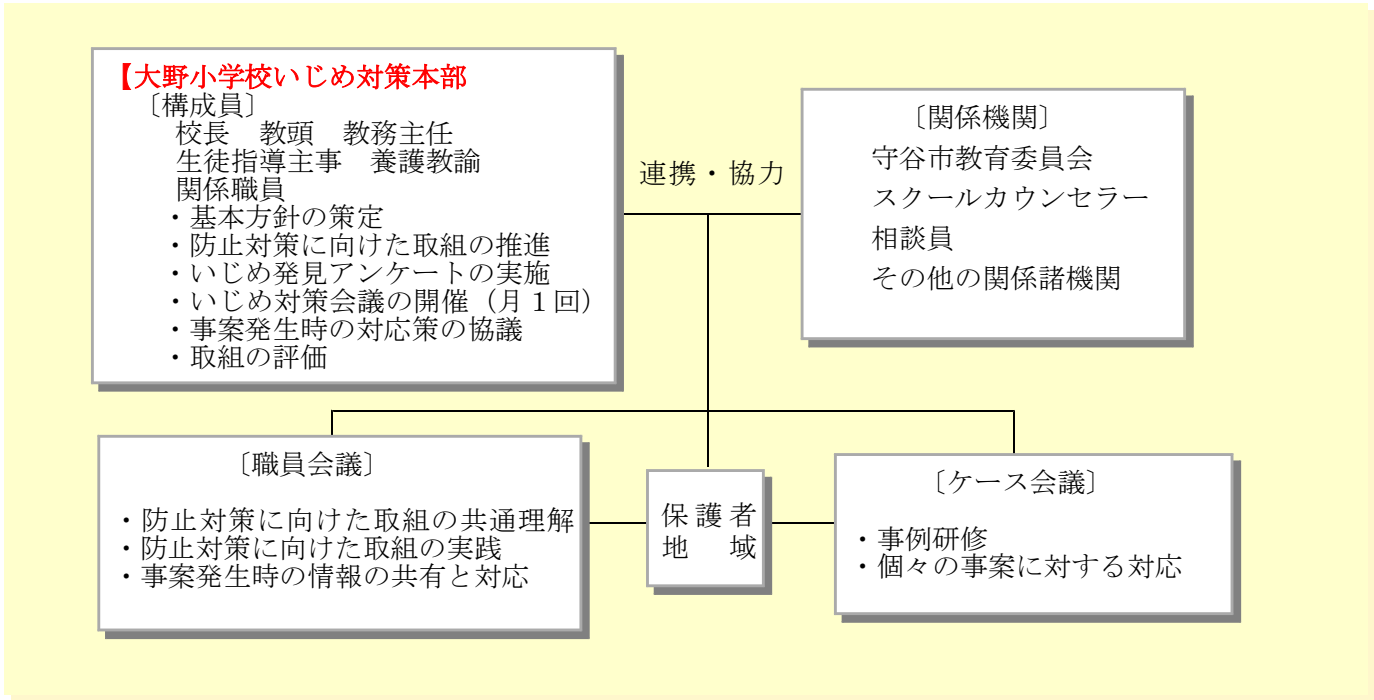 【大野小学校いじめ対策本部
〔構成員〕
校長　教頭　教務主任
生徒指導主事　養護教諭
関係職員
・基本方針の策定
・防止対策に向けた取組の推進
・いじめ発見アンケートの実施
・いじめ対策会議の開催（月１回）
・事案発生時の対応策の協議
・取組の評価
連携・協力
〔関係機関〕
守谷市教育委員会
スクールカウンセラー
相談員
その他の関係諸機関
〔職員会議〕
・防止対策に向けた取組の共通理解
・防止対策に向けた取組の実践
・事案発生時の情報の共有と対応
保護者
地　域
〔ケース会議〕
・事例研修
・個々の事案に対する対応